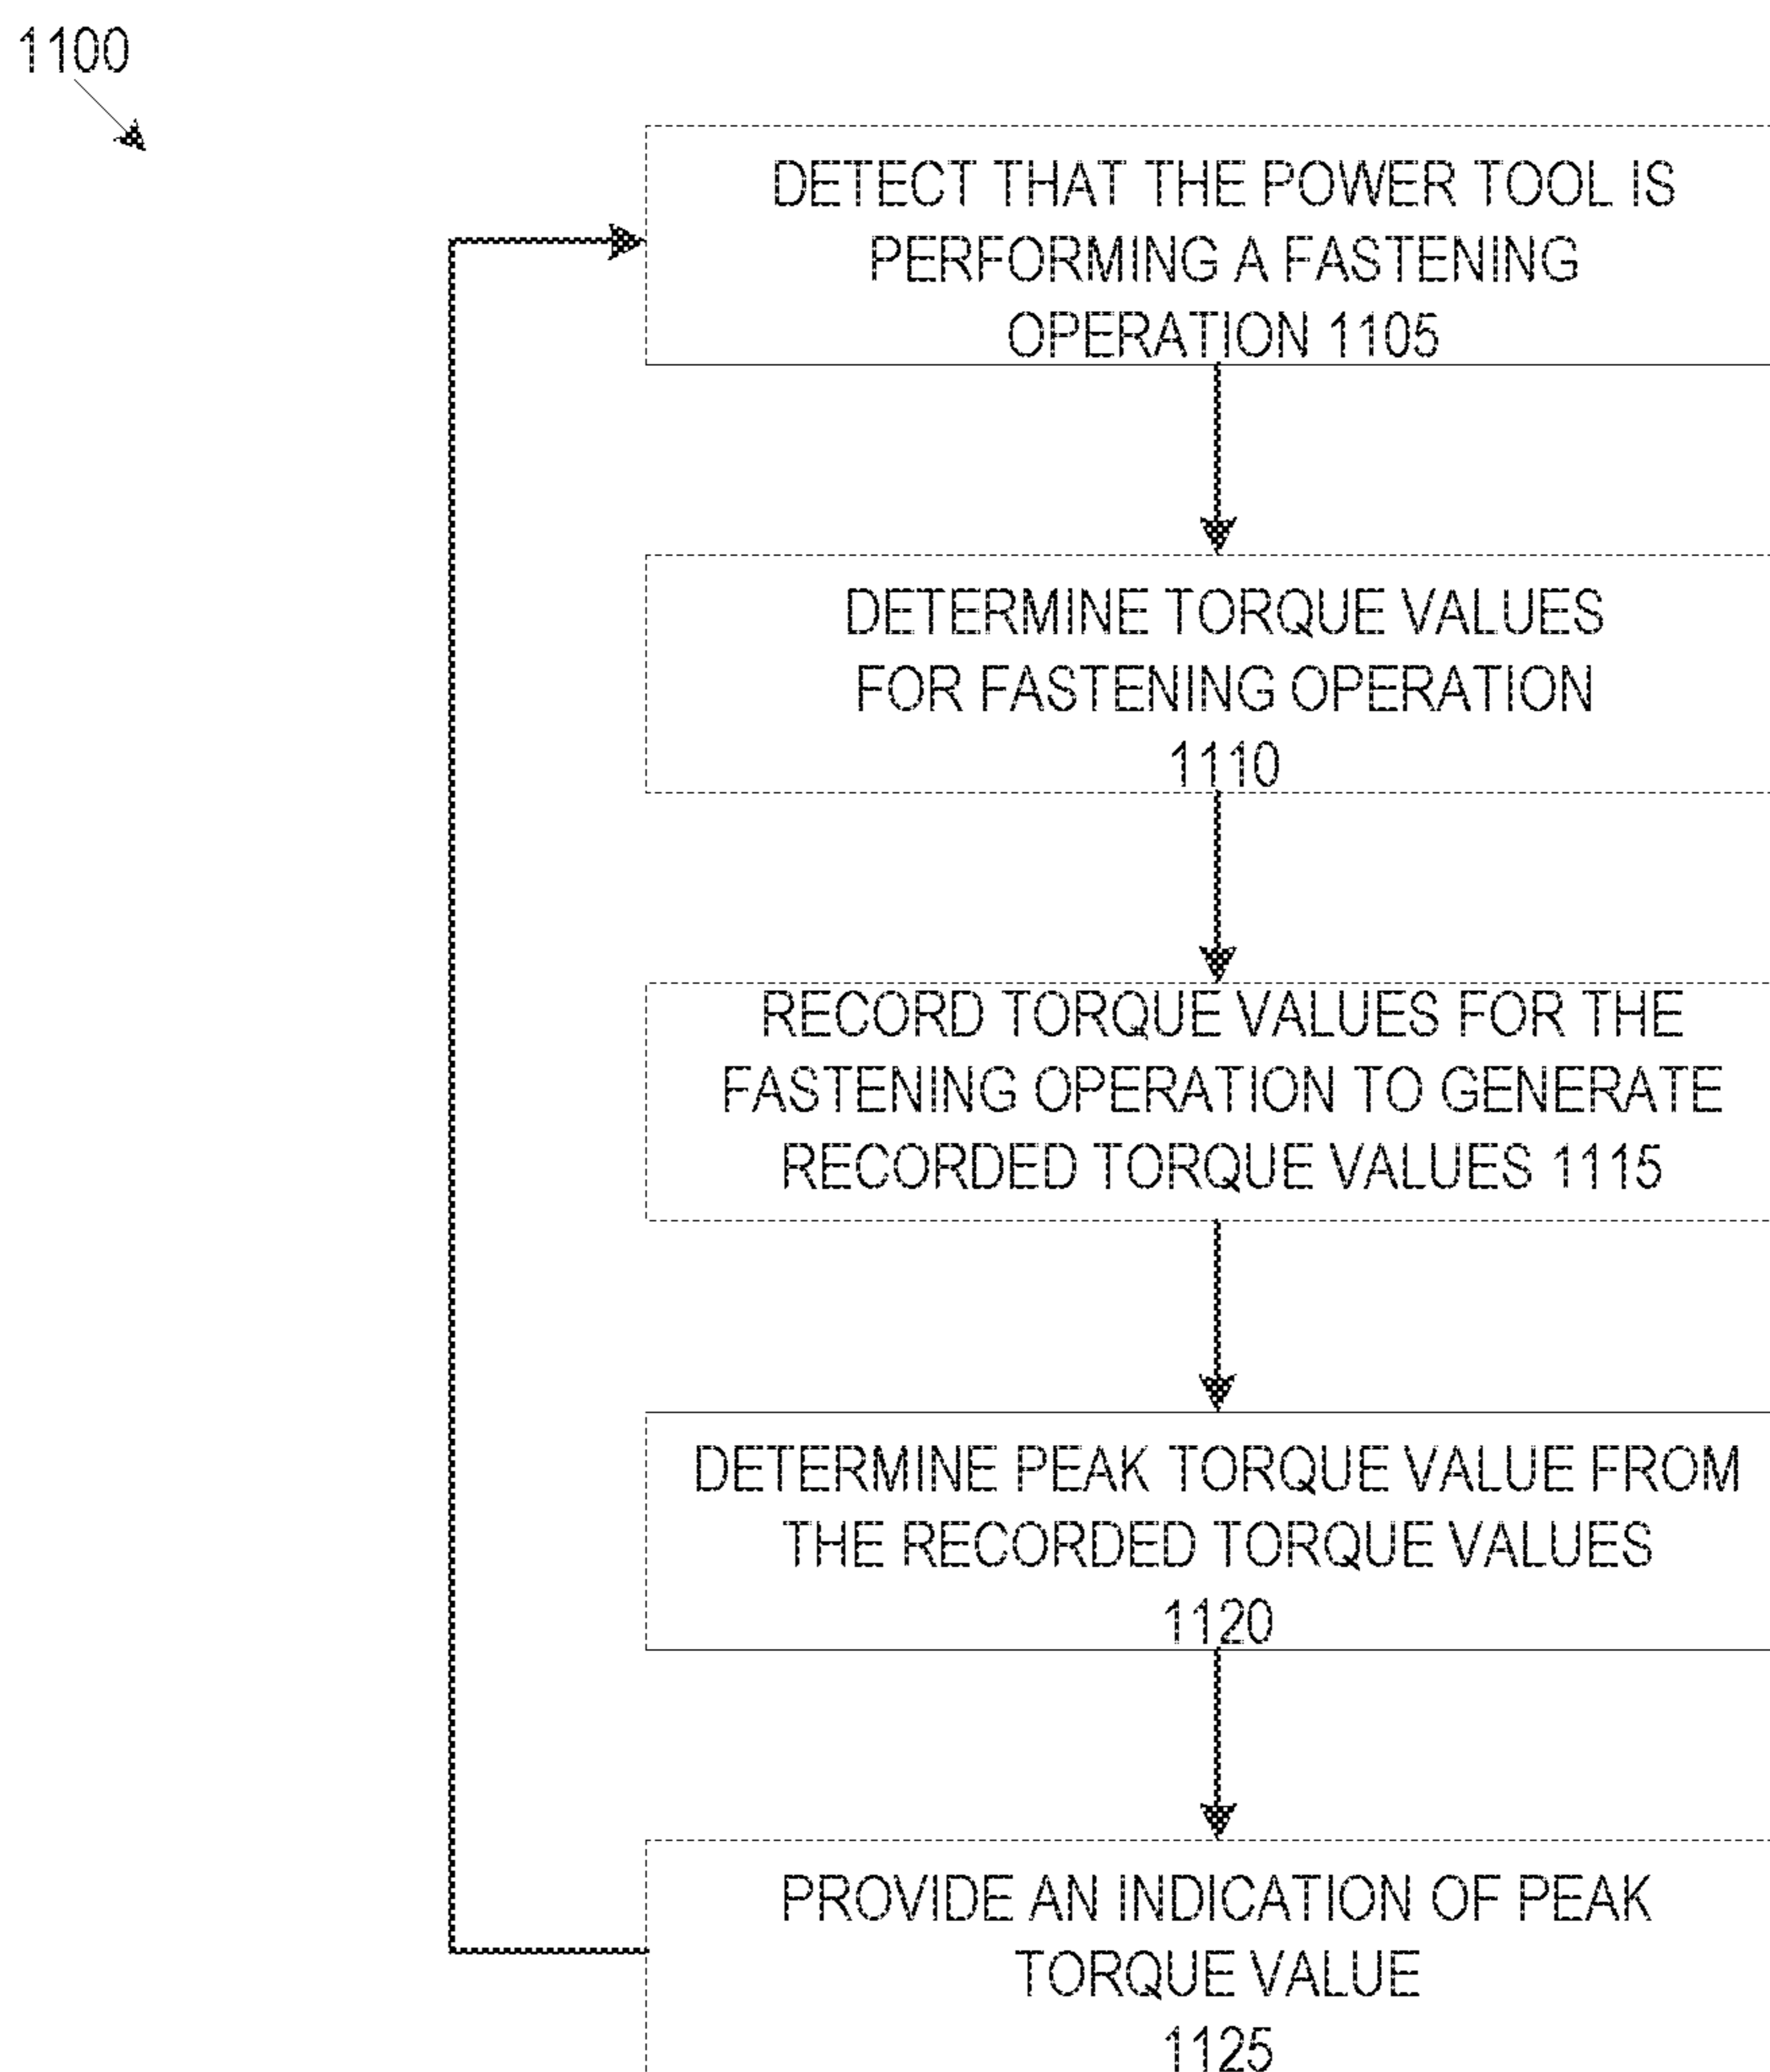 1100
DETECT THAT THE POWER TOOL IS
PERFORMING A FASTENING
OPERATION 1105
DETERMINE TORQUE VALUES
FOR FASTENING OPERATION
1110
RECORD TORQUE VALUES FOR THE
FASTENING OPERATION TO GENERATE
RECORDED TORQUE VALUES 1115
DETERMINE PEAK TORQUE VALUE FROM
THE RECORDED TORQUE VALUES
1120
PROVIDE AN INDICATION OF PEAK
TORQUE VALUE
1125